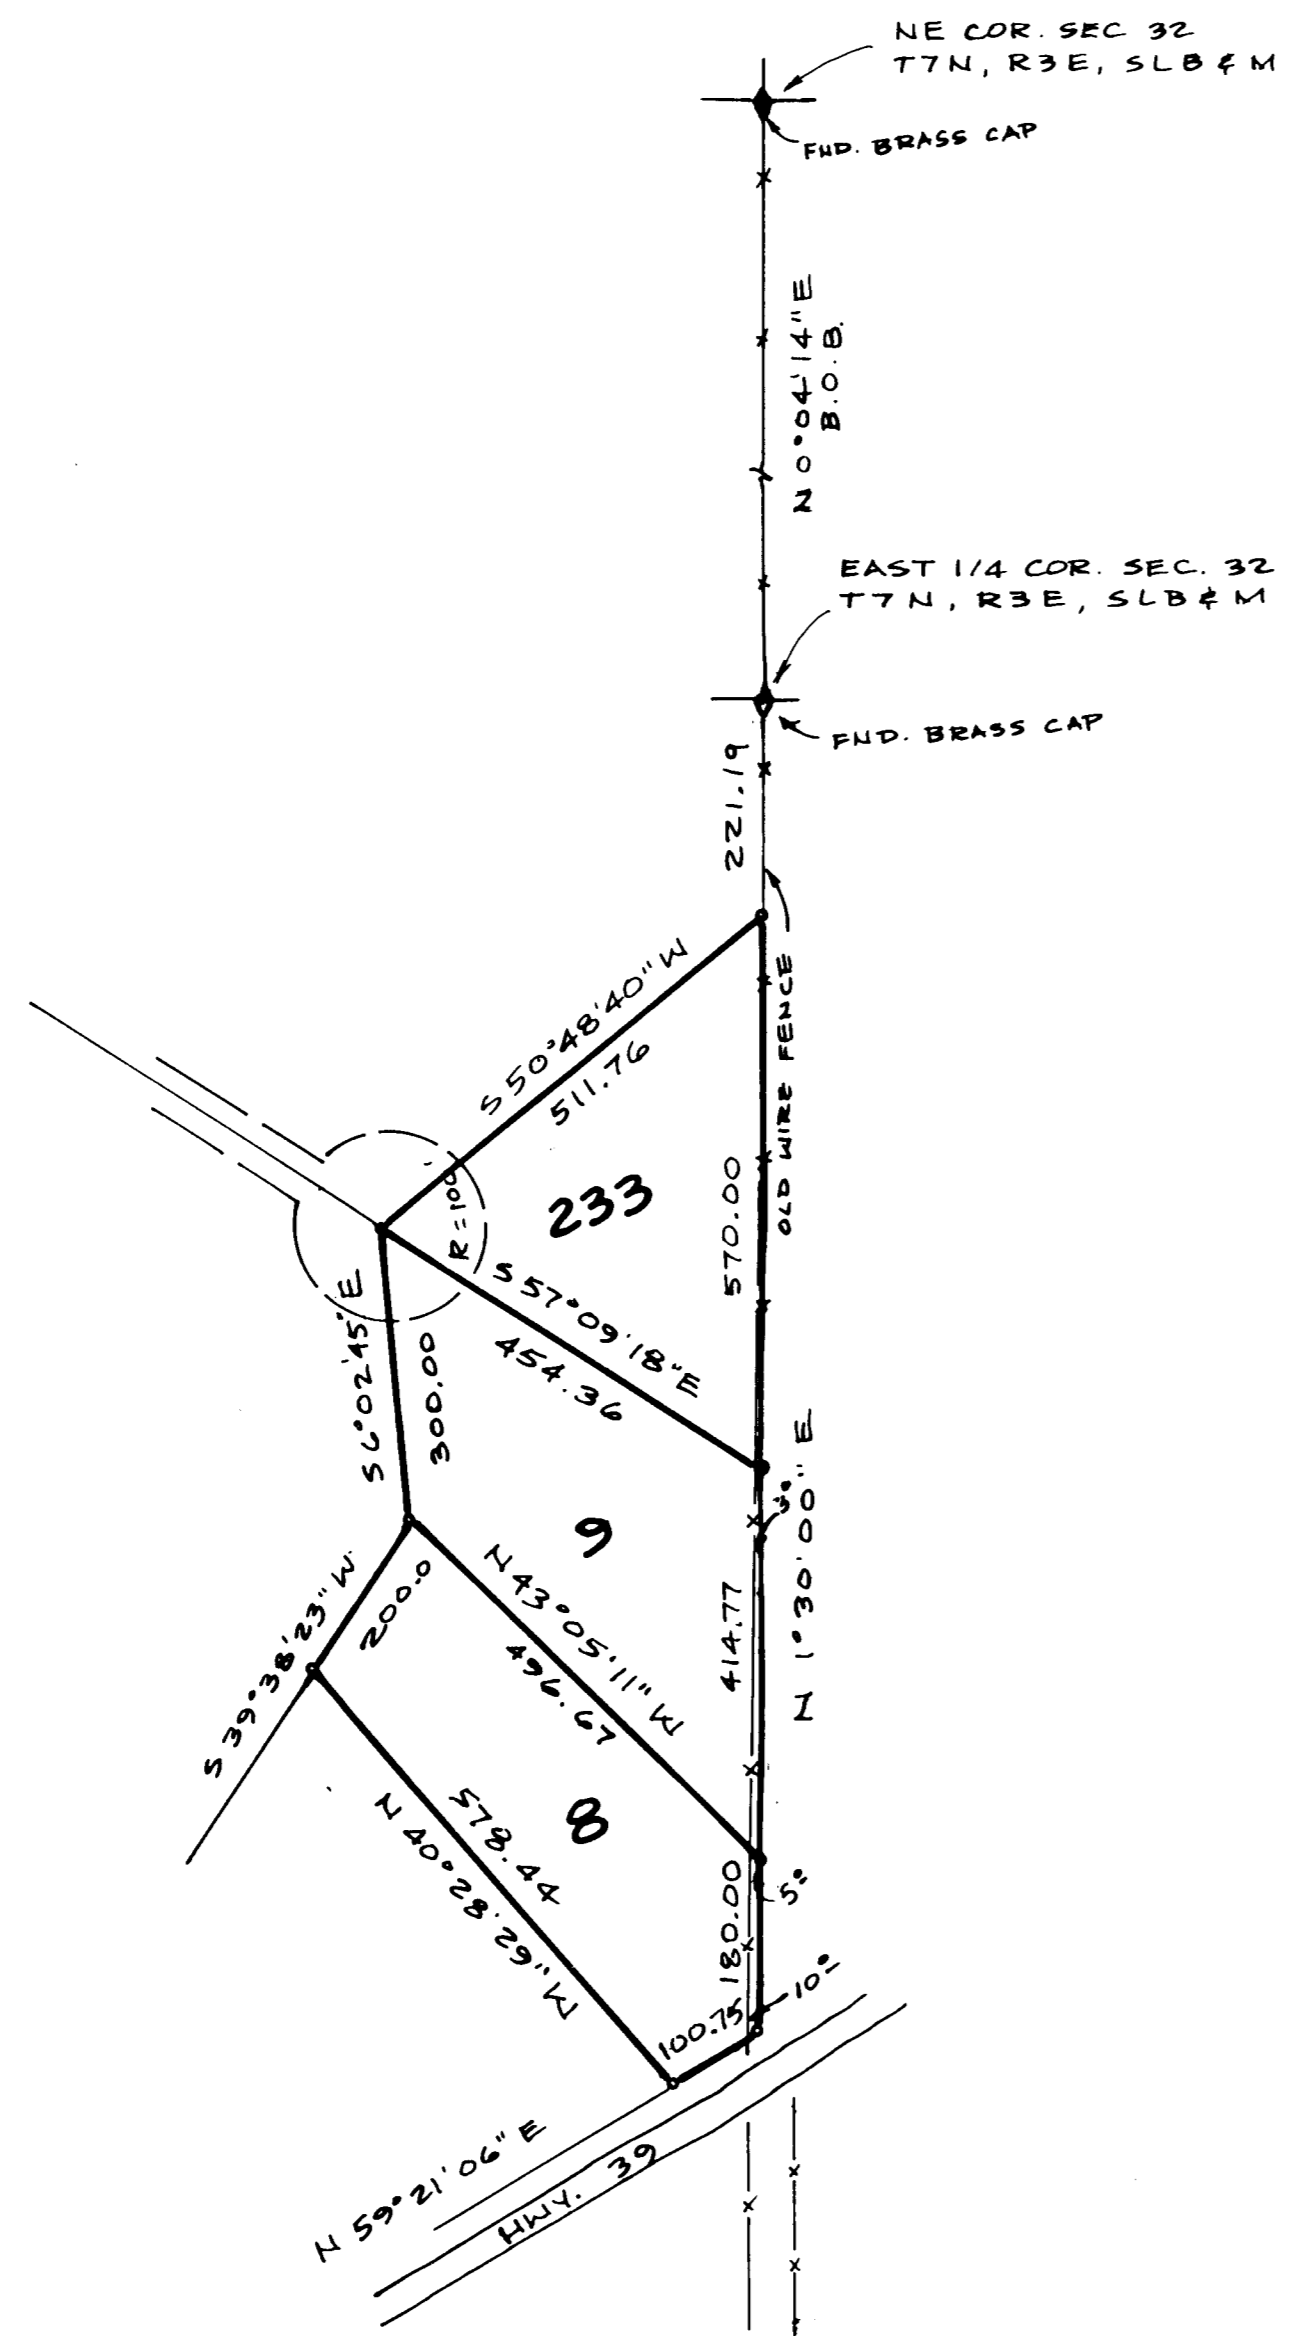 NE COR. SEC 32
T7N, R3E, SLB & M
FND. BRASS CAP
N 0°04'14" E
B.O.B.
EAST 1/4 COR. SEC. 32
T7N, R3E, SLB & M
FND. BRASS CAP
221.19
OLD WIRE FENCE
S 50°48'40" W
511.76
R=100'
233
570.00
S 57°09'18" E
454.36
S 6°02'45" E
300.00
9
N 1°30'00" E
414.77
N 43°05'11" W
496.67
200.0
S 39°38'23" W
8
578.44
N 40°28'29" W
180.00
5°
10°
100.75
N 59°21'06" E
HWY. 39